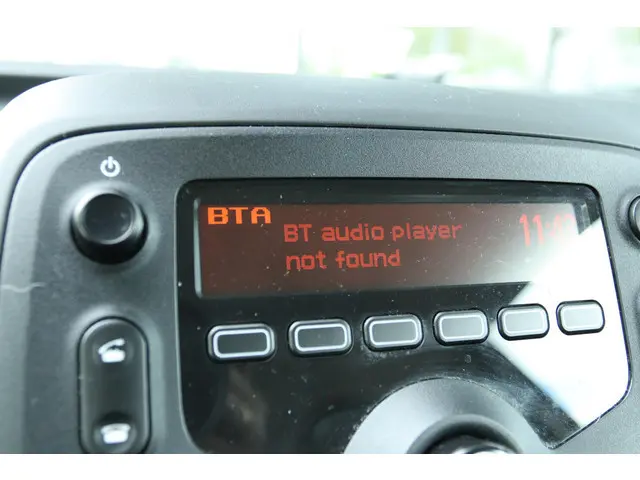 BTA
BT audio player
not found